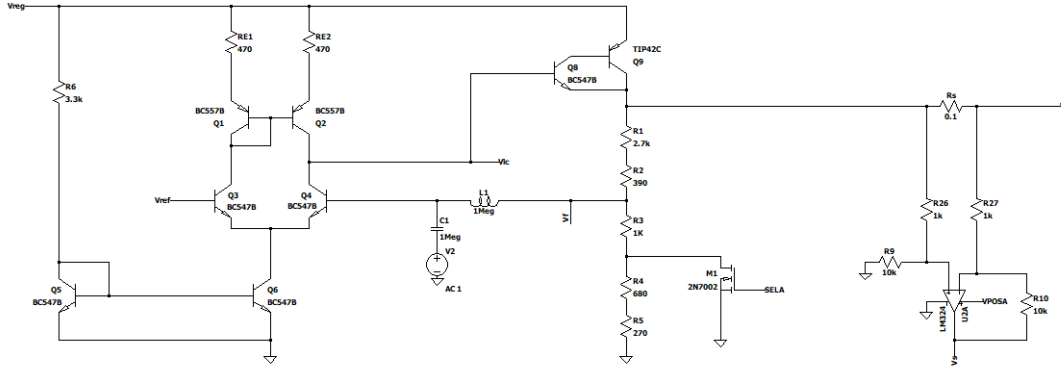 Vreg
RE1
470
RE2
470
TIP42C
Q9
Q8
BC547B
R6
3.3k
Rs
0.1
BC557B
Q1
BC557B
Q2
R1
2.7k
Vlc
R2
390
Vref
Q3
BC547B
Q4
BC547B
L1
1Meg
Vf
C1
1Meg
R3
1K
R26
1k
R27
1k
V2
AC 1
R9
10k
M1
2N7002
SELA
Q5
BC547B
Q6
BC547B
R4
680
R5
270
LM324
U2A
VPOSA
R10
10k
Vs